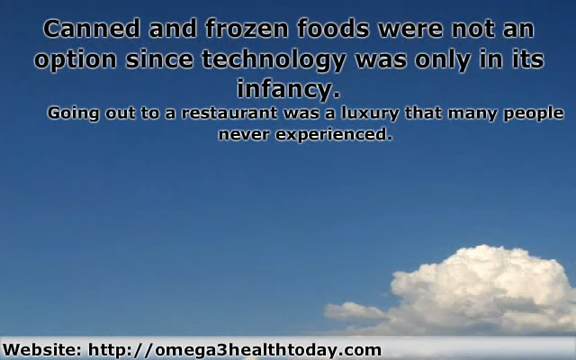 Canned and frozen foods were not an
option since technology was only in its
infancy.
Going out to a restaurant was a luxury that many people
never experienced.
Website: http://omega3healthtoday.com